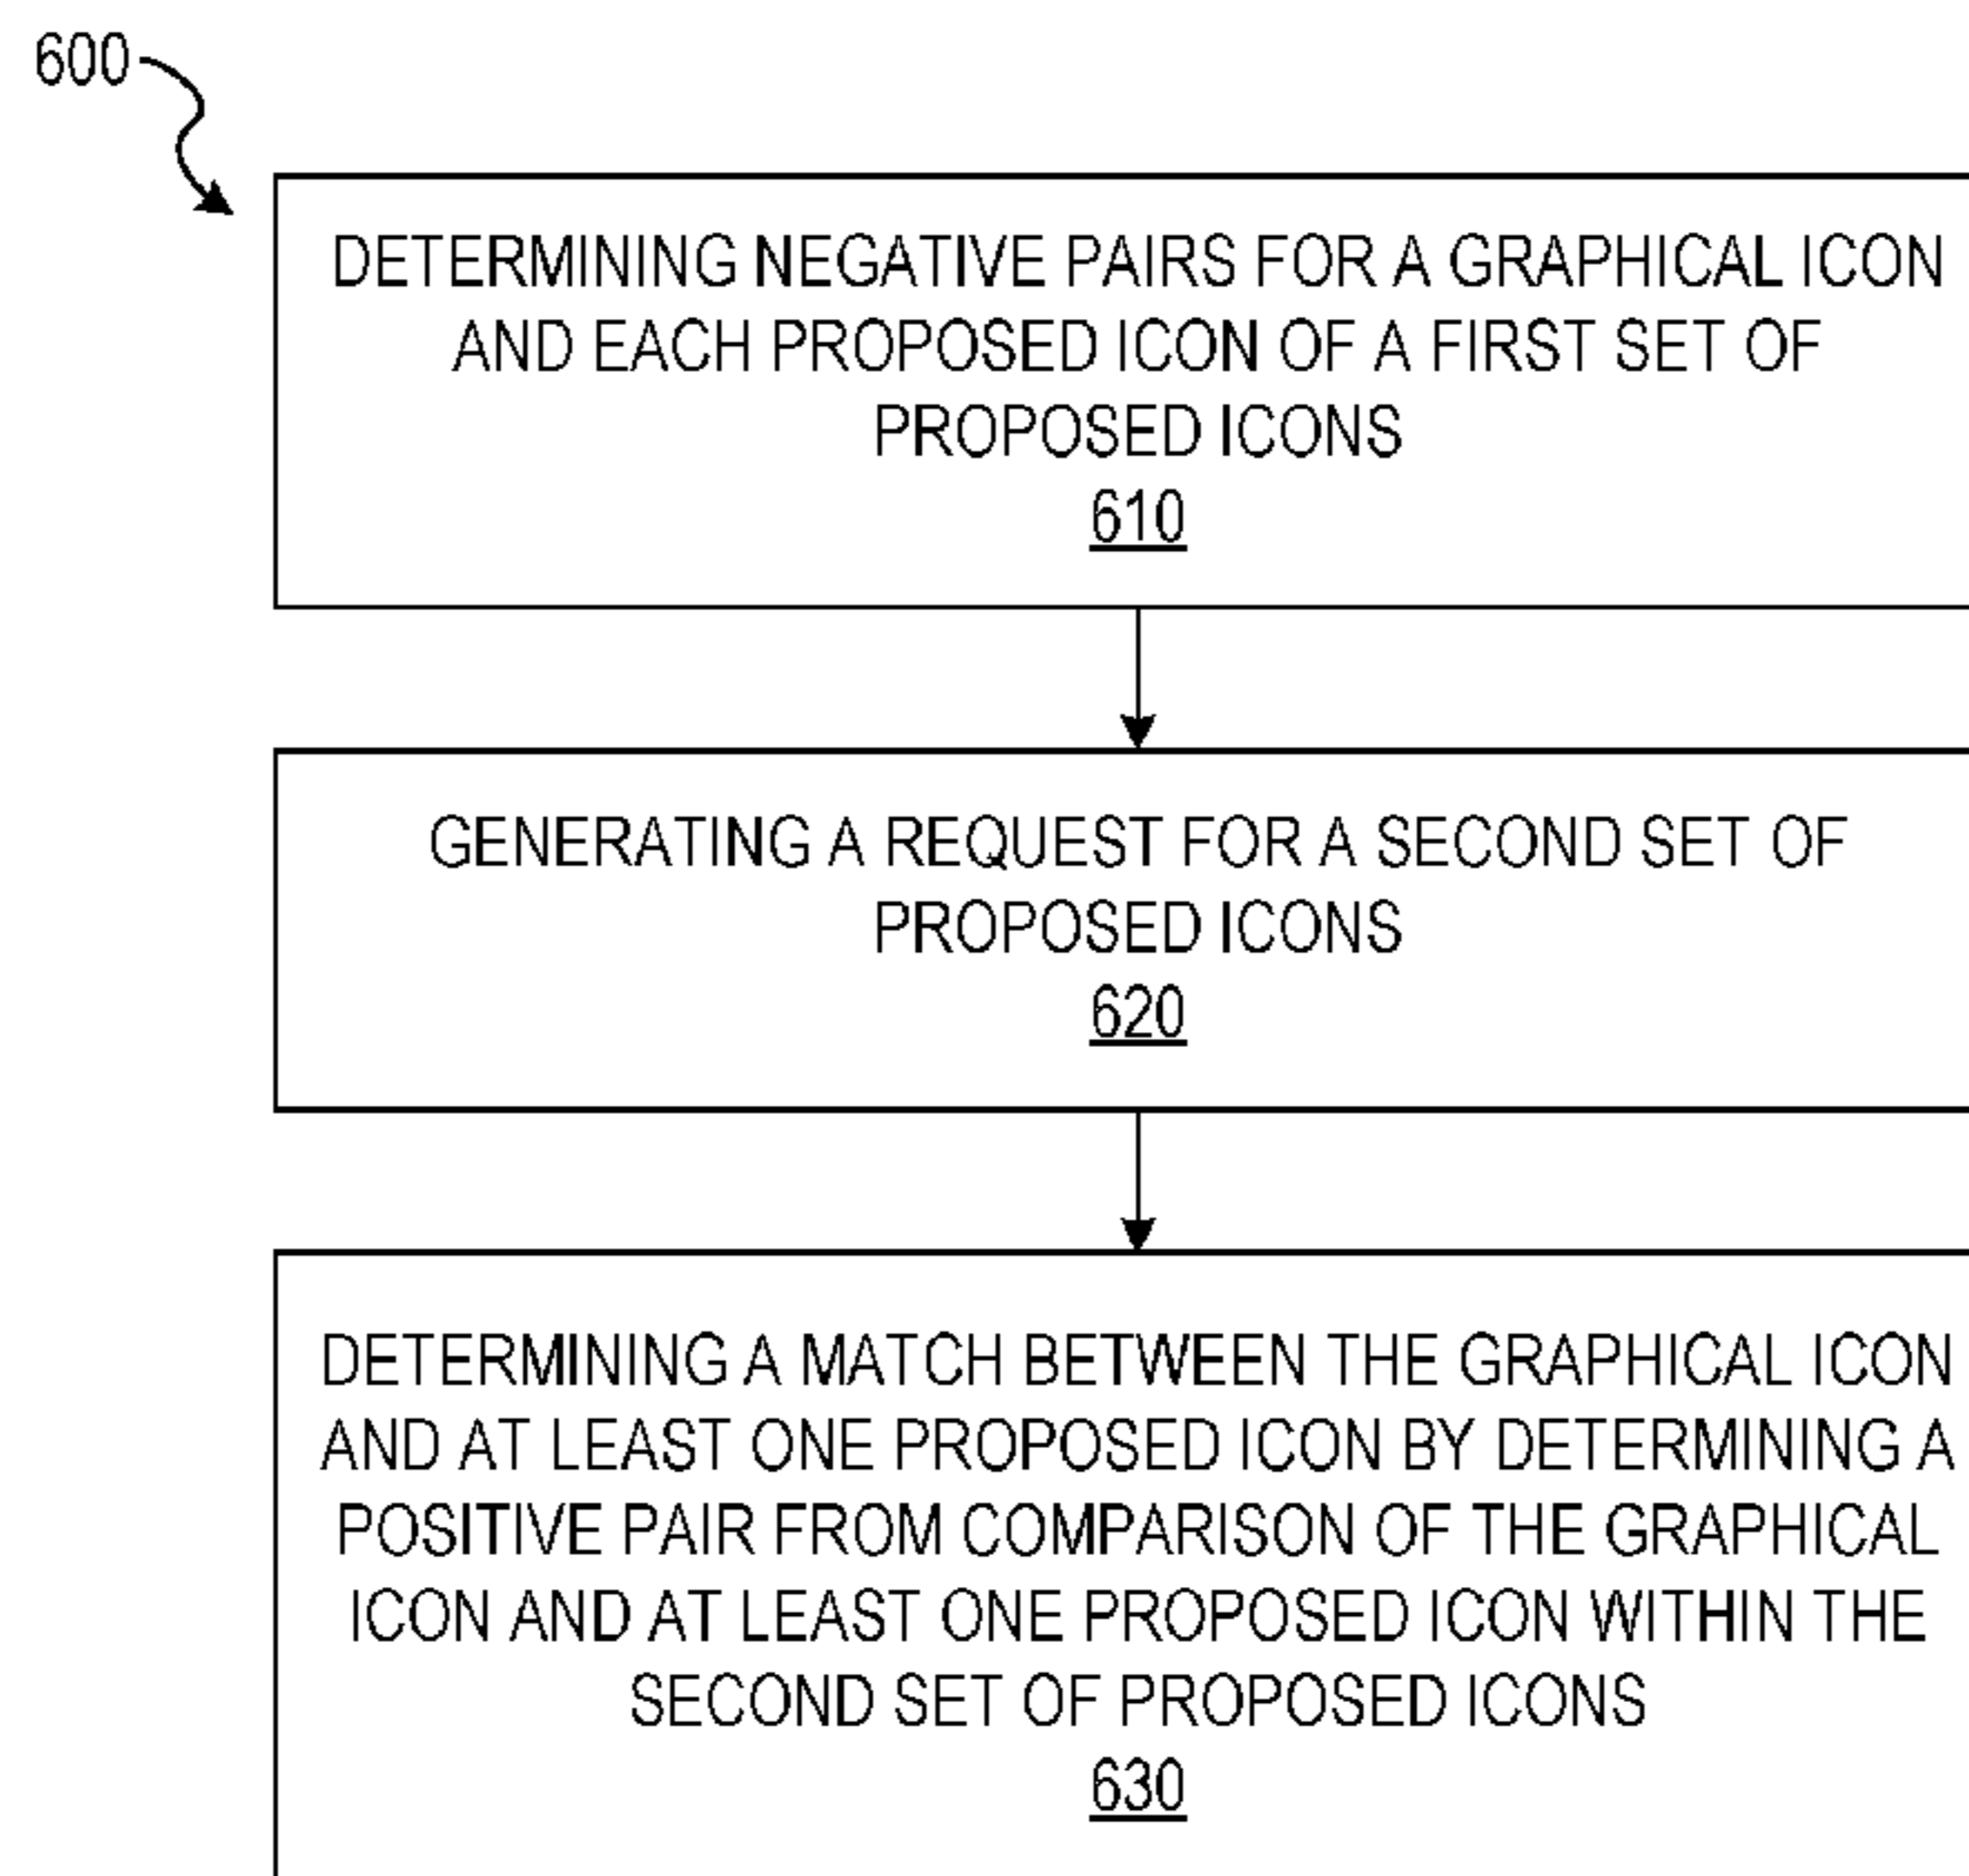 600
DETERMINING NEGATIVE PAIRS FOR A GRAPHICAL ICON
AND EACH PROPOSED ICON OF A FIRST SET OF
PROPOSED ICONS
610
GENERATING A REQUEST FOR A SECOND SET OF
PROPOSED ICONS
620
DETERMINING A MATCH BETWEEN THE GRAPHICAL ICON
AND AT LEAST ONE PROPOSED ICON BY DETERMINING A
POSITIVE PAIR FROM COMPARISON OF THE GRAPHICAL
ICON AND AT LEAST ONE PROPOSED ICON WITHIN THE
SECOND SET OF PROPOSED ICONS
630